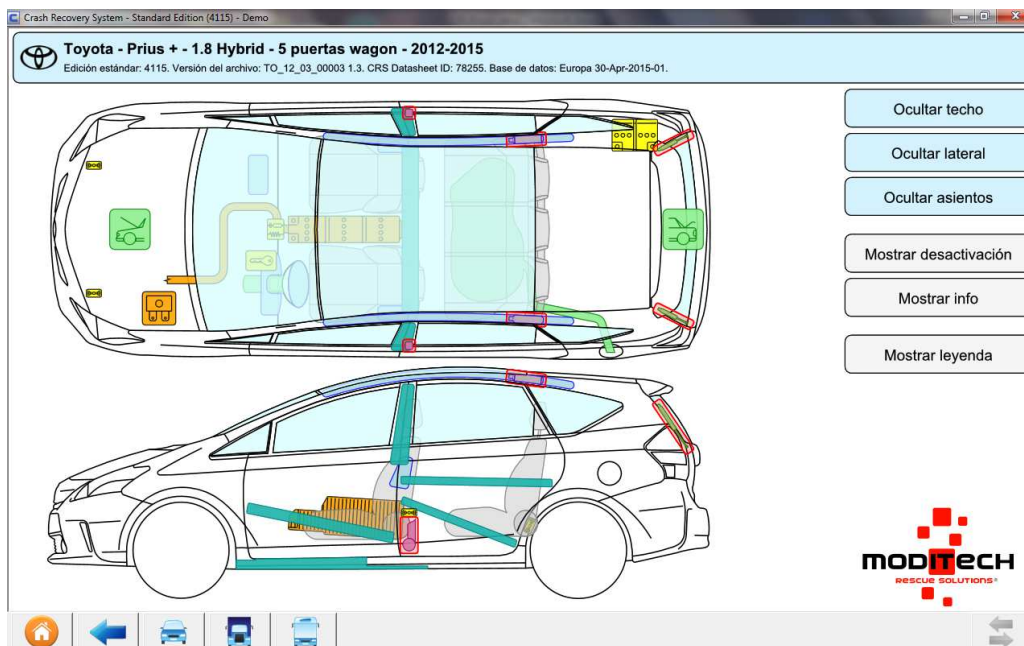 Crash Recovery System - Standard Edition (4115) - Demo
Toyota - Prius + - 1.8 Hybrid - 5 puertas wagon - 2012-2015
Edición estándar: 4115. Versión del archivo: TO_12_03_00003 1.3. CRS Datasheet ID: 78255. Base de datos: Europa 30-Apr-2015-01.
Ocultar techo
Ocultar lateral
Ocultar asientos
Mostrar desactivación
Mostrar info
Mostrar leyenda
MODITECH
RESCUE SOLUTIONS®